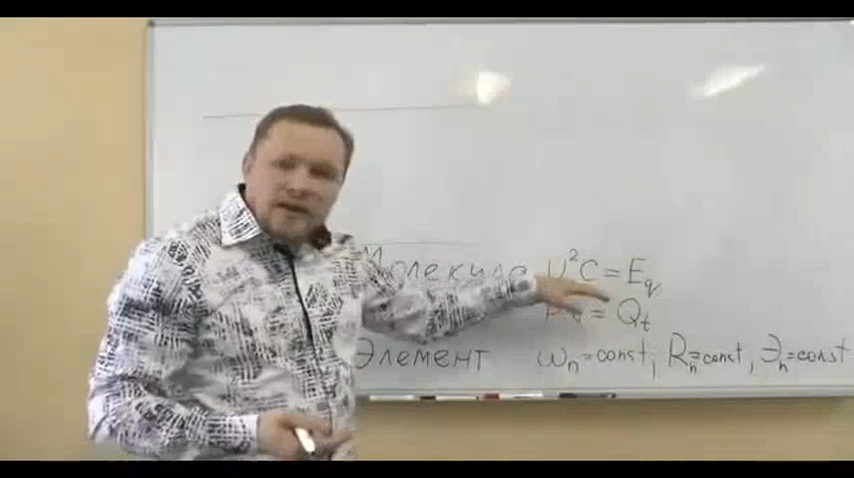 Молекула U²C = E_q
= Q_t
Элемент ω_n = const; R_n = const, Э_n = const